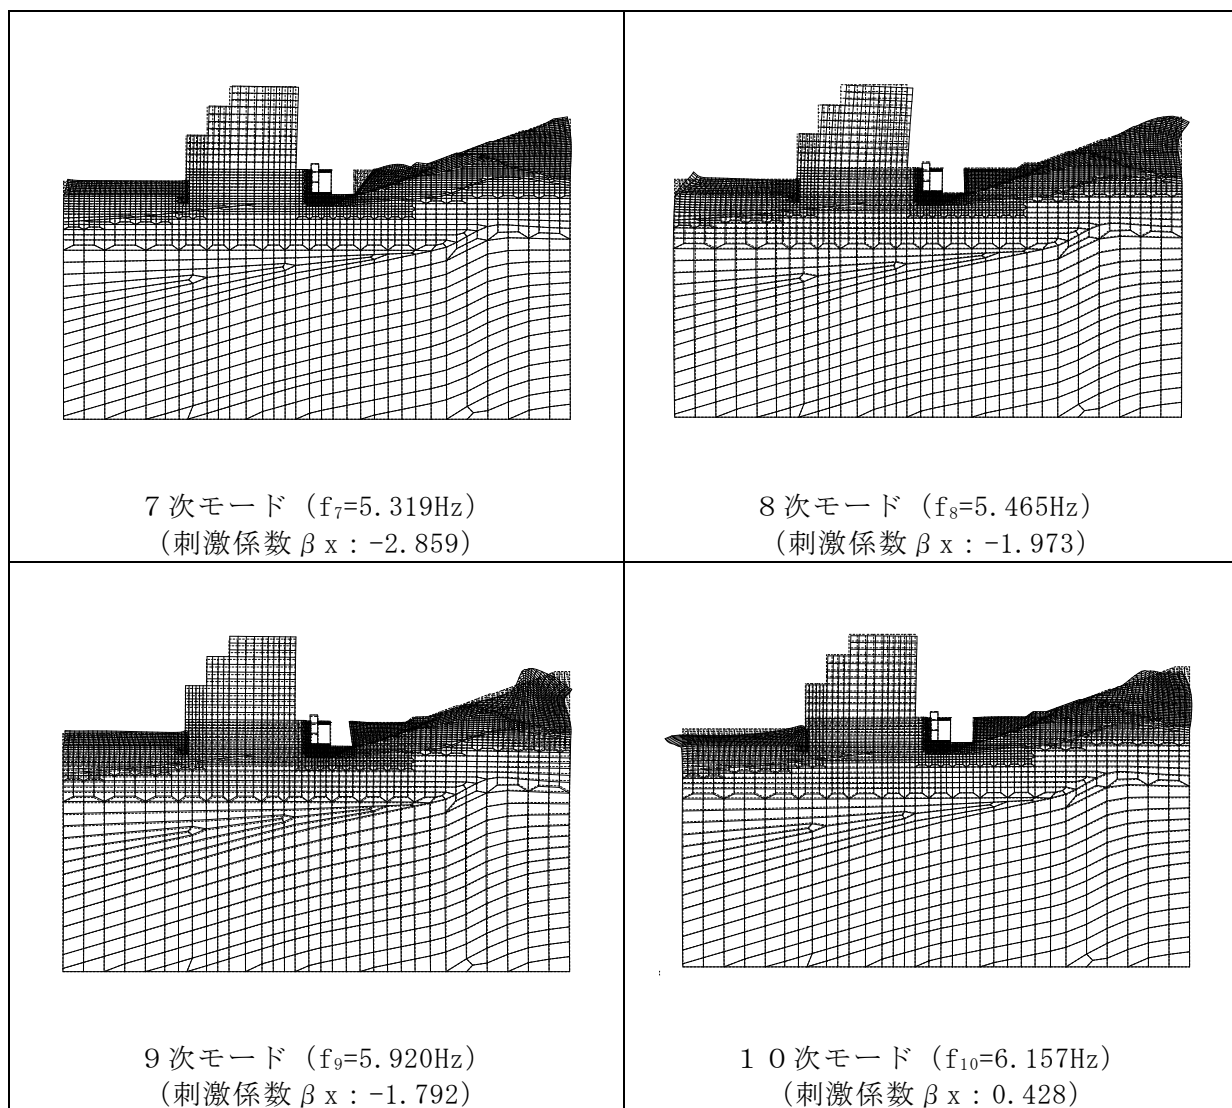 ７次モード（f₇=5.319Hz）
（刺激係数βx：-2.859）
８次モード（f₈=5.465Hz）
（刺激係数βx：-1.973）
９次モード（f₉=5.920Hz）
（刺激係数βx：-1.792）
１０次モード（f₁₀=6.157Hz）
（刺激係数βx：0.428）